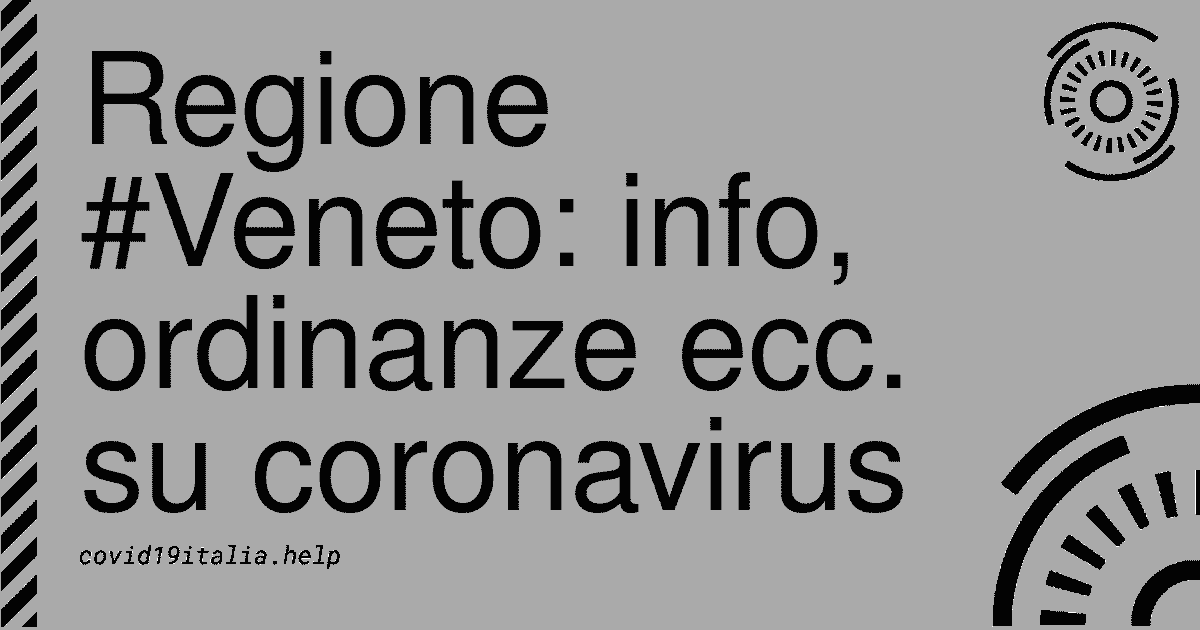 Regione
#Veneto: info,
ordinanze ecc.
su coronavirus
covid19italia.help